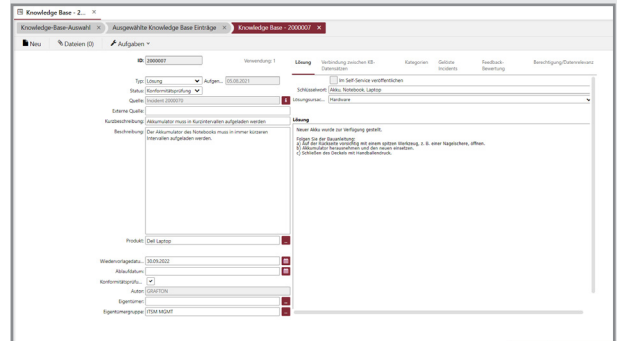 Knowledge Base - 2... ×
Knowledge-Base-Auswahl × Ausgewählte Knowledge Base Einträge × Knowledge Base - 2000007 ×
Neu Dateien (0) Aufgaben
ID: 2000007 Verwendung: 1
Typ: Lösung Aufgen... 05.08.2021
Status: Konformitätsprüfung
Quelle: Incident 2000070
Externe Quelle:
Kurzbeschreibung: Akkumulator muss in Kurzintervallen aufgeladen werden
Beschreibung: Der Akkumulator des Notebooks muss in immer kürzeren
Intervallen aufgeladen werden.
Produkt: Dell Laptop ...
Wiedervorlagedatu... 30.09.2022
Ablaufdatum:
Konformitätsprüfu...
Autor: GRAFTON
Eigentümer: ...
Eigentümergruppe: ITSM MGMT ...
Lösung Verbindung zwischen KB-Datensätzen Kategorien Gelöste Incidents Feedback-Bewertung Berechtigung/Datenrelevanz
Im Self-Service veröffentlichen
Schlüsselwort: Akku, Notebook, Laptop
Lösungsursac... Hardware
Lösung
Neuer Akku wurde zur Verfügung gestellt.
Folgen Sie der Bauanleitung:
a) Auf der Rückseite vorsichtig mit einem spitzen Werkzeug, z. B. einer Nagelschere, öffnen.
b) Akkumulator herausnehmen und den neuen einsetzen.
c) Schließen des Deckels mit Handballendruck.